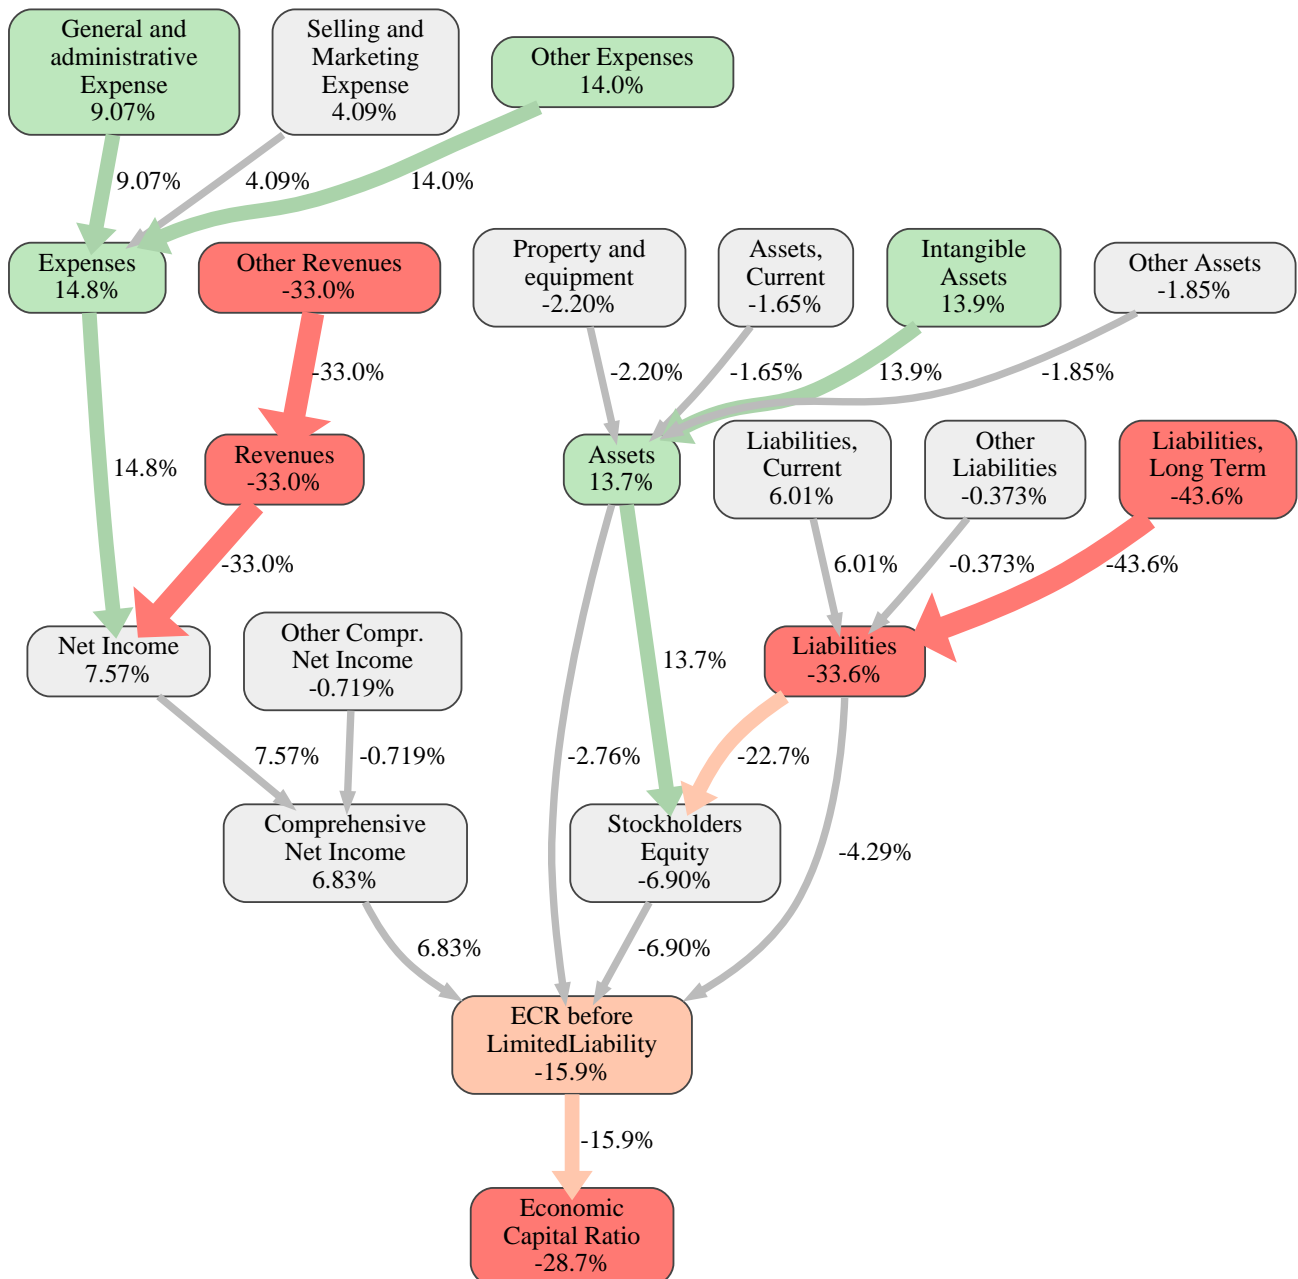 General and
administrative
Expense
9.07%
Selling and
Marketing
Expense
4.09%
Other Expenses
14.0%
9.07%
4.09%
14.0%
Expenses
14.8%
Other Revenues
-33.0%
Property and
equipment
-2.20%
Assets,
Current
-1.65%
Intangible
Assets
13.9%
Other Assets
-1.85%
-33.0%
-2.20%
-1.65%
13.9%
-1.85%
Revenues
-33.0%
Assets
13.7%
Liabilities,
Current
6.01%
Other
Liabilities
-0.373%
Liabilities,
Long Term
-43.6%
14.8%
-33.0%
6.01%
-0.373%
-43.6%
Net Income
7.57%
Other Compr.
Net Income
-0.719%
13.7%
Liabilities
-33.6%
7.57%
-0.719%
-2.76%
-22.7%
Comprehensive
Net Income
6.83%
Stockholders
Equity
-6.90%
-4.29%
6.83%
-6.90%
ECR before
LimitedLiability
-15.9%
-15.9%
Economic
Capital Ratio
-28.7%